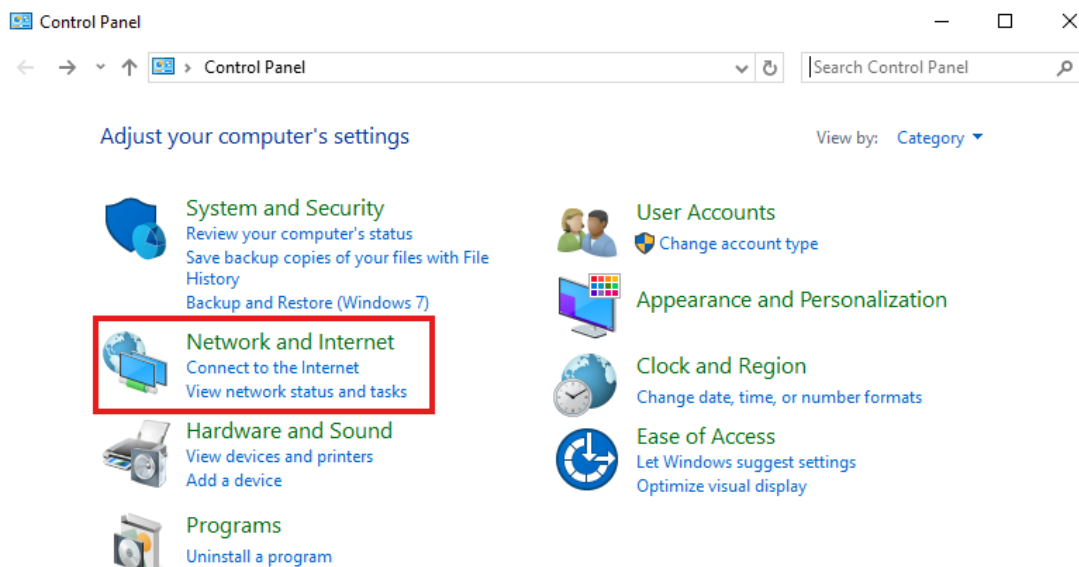 Control Panel
Control Panel
Search Control Panel
Adjust your computer's settings
View by: Category
System and Security
Review your computer's status
Save backup copies of your files with File
History
Backup and Restore (Windows 7)
Network and Internet
Connect to the Internet
View network status and tasks
Hardware and Sound
View devices and printers
Add a device
Programs
Uninstall a program
User Accounts
Change account type
Appearance and Personalization
Clock and Region
Change date, time, or number formats
Ease of Access
Let Windows suggest settings
Optimize visual display